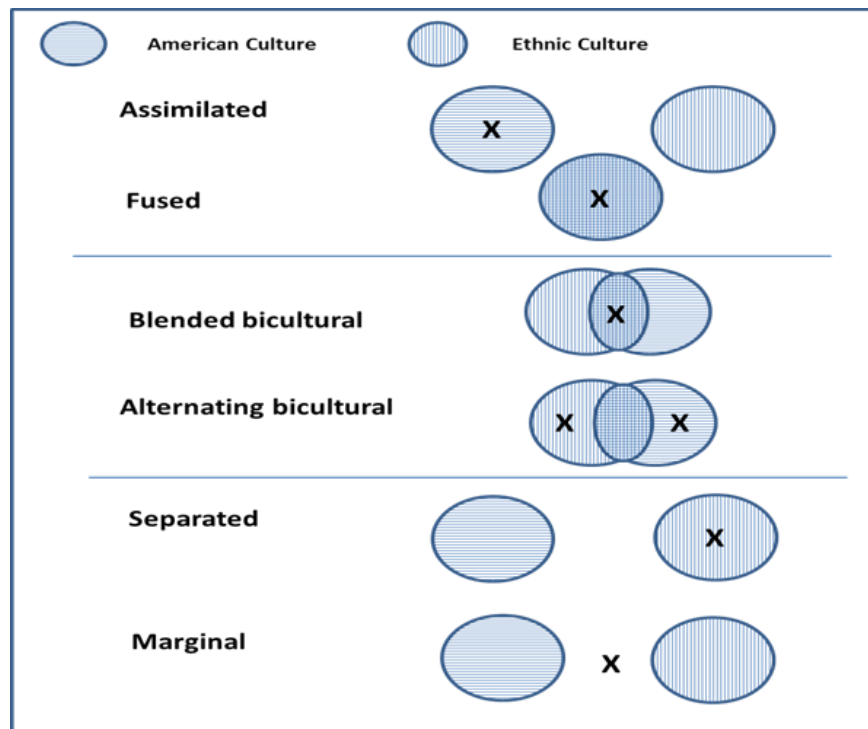 American Culture Ethnic Culture
Assimilated
X
Fused
X
Blended bicultural
X
Alternating bicultural
X X
Separated
X
Marginal
X